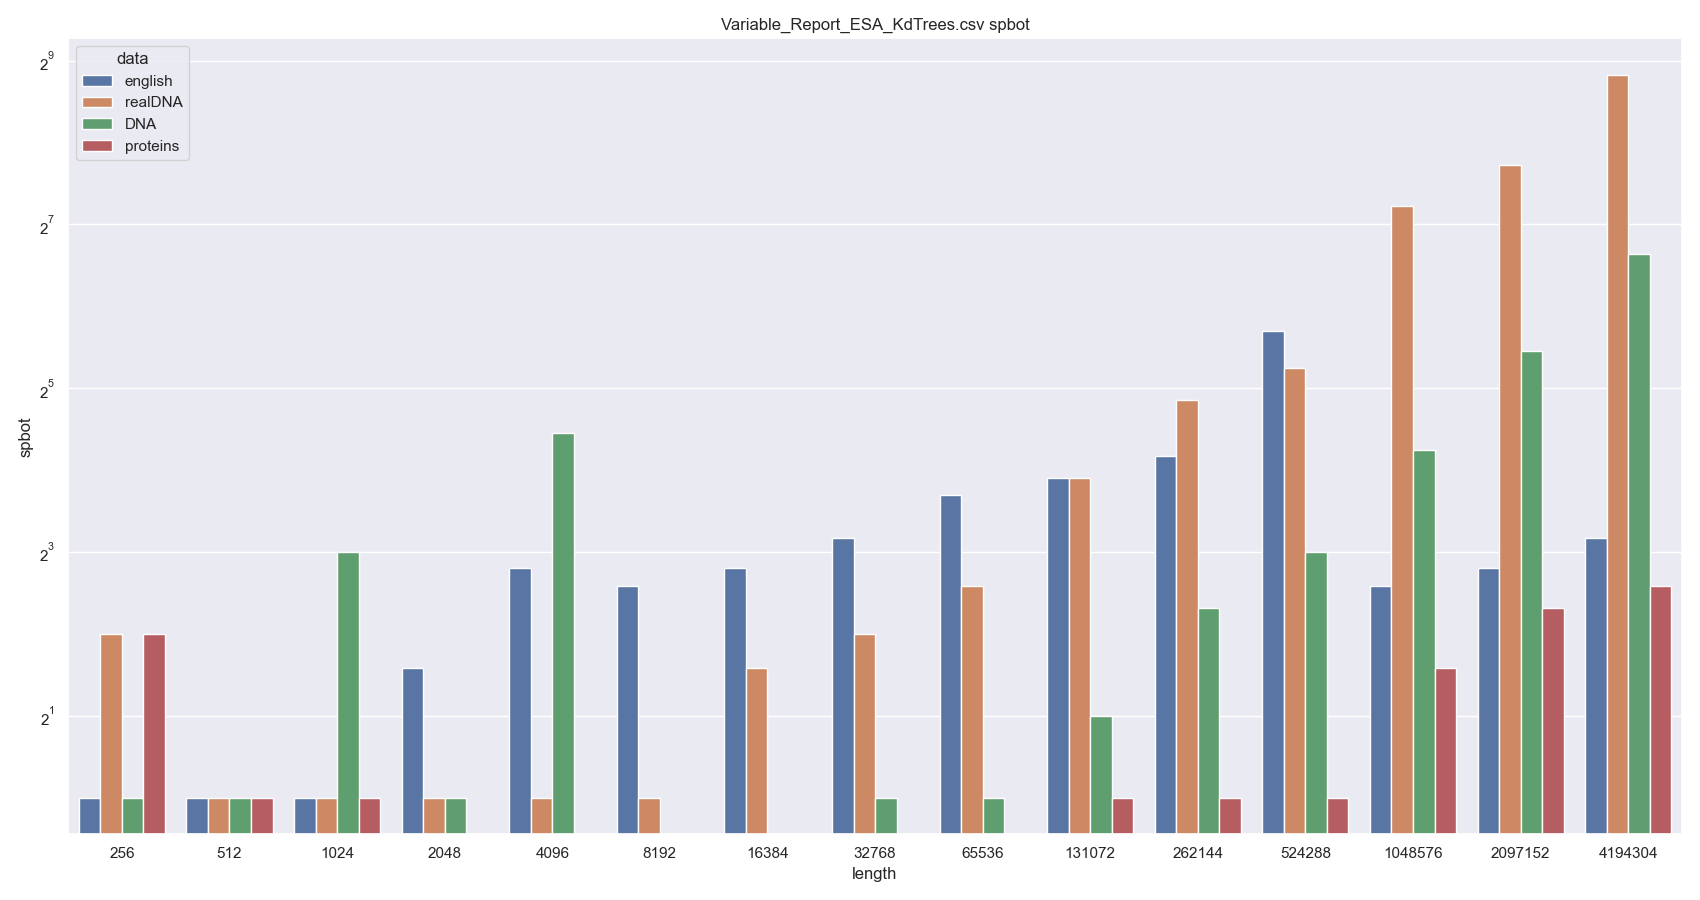 Variable_Report_ESA_KdTrees.csv spbot
data
english
realDNA
DNA
proteins
2^9
2^7
2^5
2^3
2^1
spbot
256 512 1024 2048 4096 8192 16384 32768 65536 131072 262144 524288 1048576 2097152 4194304
length